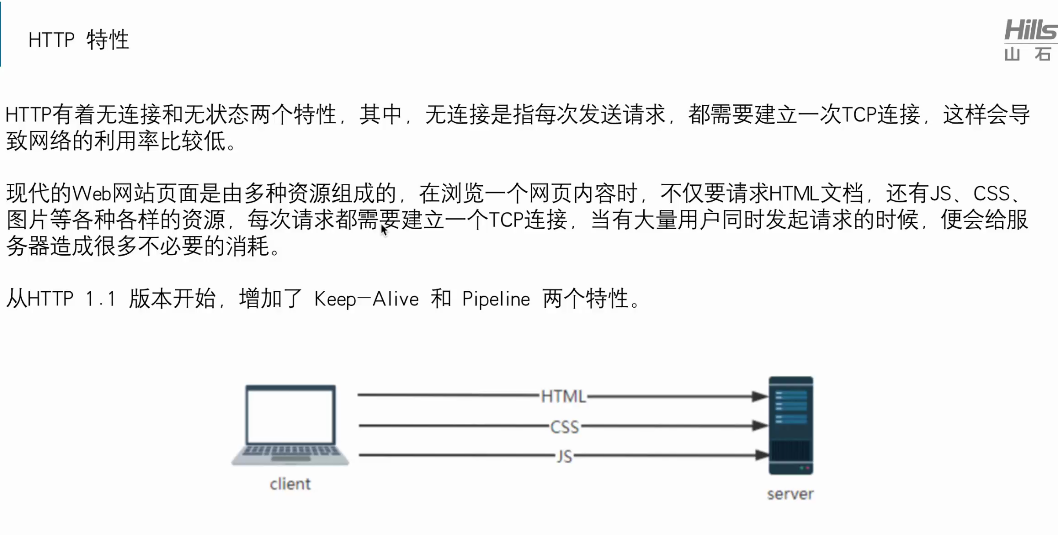 HTTP 特性
Hills
山石
HTTP有着无连接和无状态两个特性，其中，无连接是指每次发送请求，都需要建立一次TCP连接，这样会导
致网络的利用率比较低。
现代的Web网站页面是由多种资源组成的，在浏览一个网页内容时，不仅要请求HTML文档，还有JS、CSS、
图片等各种各样的资源，每次请求都需要建立一个TCP连接，当有大量用户同时发起请求的时候，便会给服
务器造成很多不必要的消耗。
从HTTP 1.1 版本开始，增加了 Keep-Alive 和 Pipeline 两个特性。
HTML
CSS
JS
client
server